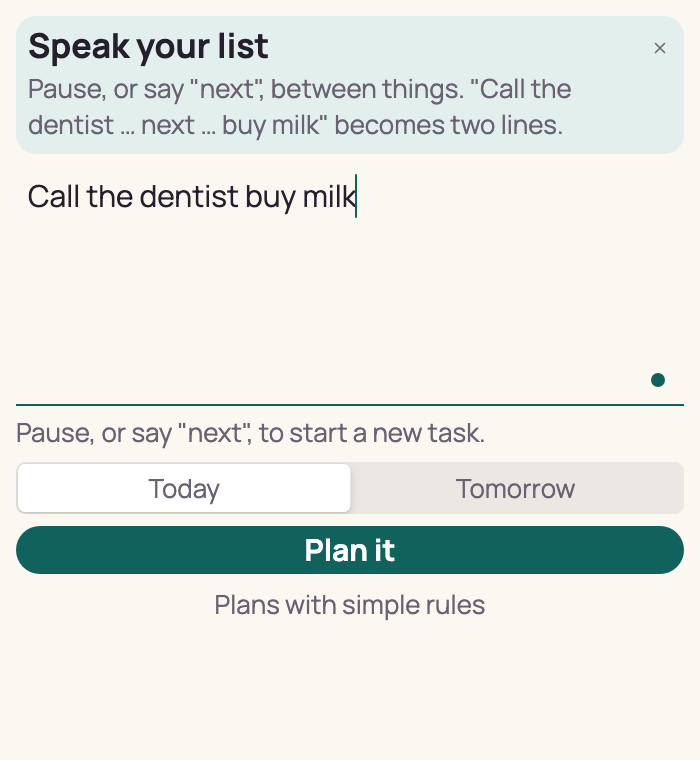 Speak your list
Pause, or say "next", between things. "Call the
dentist ... next ... buy milk" becomes two lines.
Call the dentist buy milk
Pause, or say "next", to start a new task.
Today
Tomorrow
Plan it
Plans with simple rules